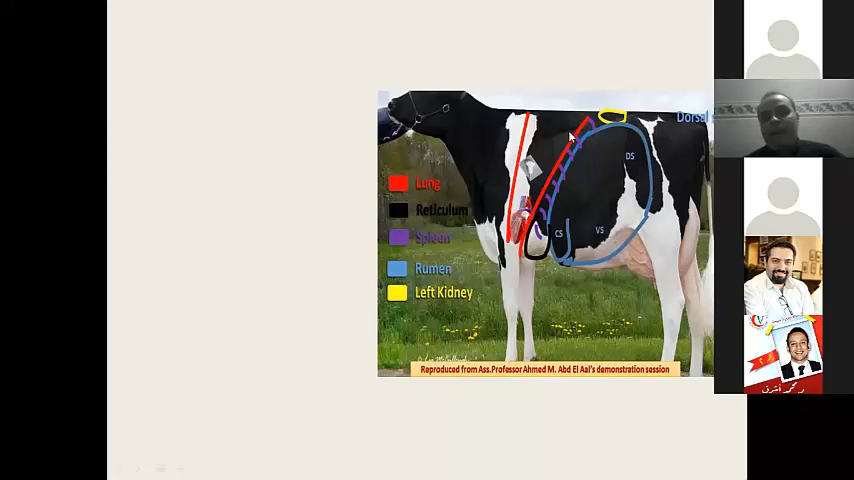 Dorsal
DS
Lung
Reticulum
Spleen
CS
VS
Rumen
Left Kidney
Reproduced from Ass.Professor Ahmed M. Abd El Aal's demonstration session